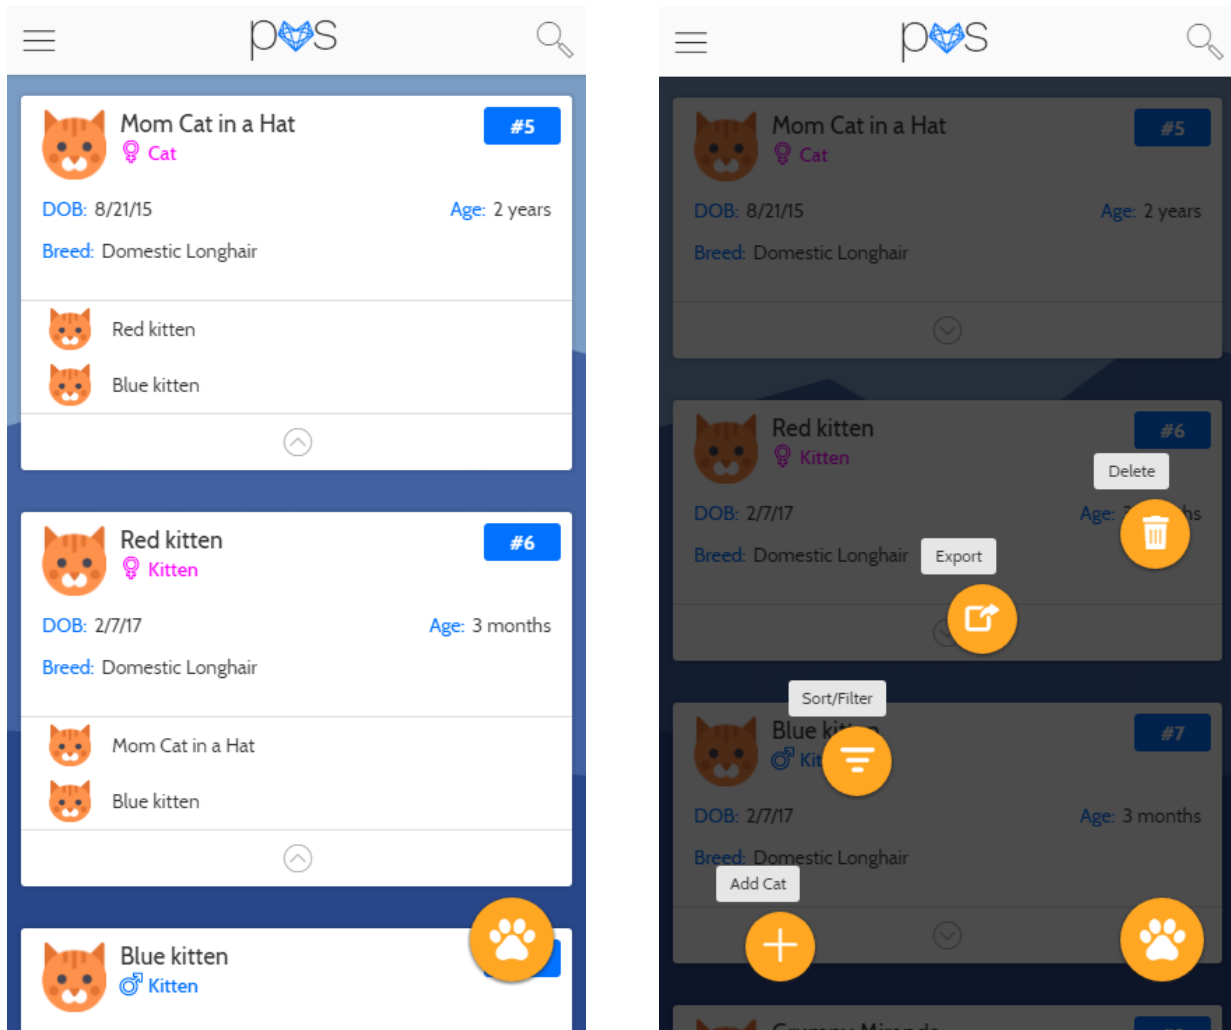 p s
Mom Cat in a Hat
#5
Cat
DOB: 8/21/15
Age: 2 years
Breed: Domestic Longhair
Red kitten
Blue kitten
Red kitten
#6
Kitten
DOB: 2/7/17
Age: 3 months
Breed: Domestic Longhair
Mom Cat in a Hat
Blue kitten
Blue kitten
Kitten
p s
Mom Cat in a Hat
#5
Cat
DOB: 8/21/15
Age: 2 years
Breed: Domestic Longhair
Red kitten
#6
Kitten
Delete
DOB: 2/7/17
Age:
Breed: Domestic Longhair
Export
Sort/Filter
Blue
#7
DOB: 2/7/17
Age: 3 months
Breed: Domestic Longhair
Add Cat
Grumpy Miranda